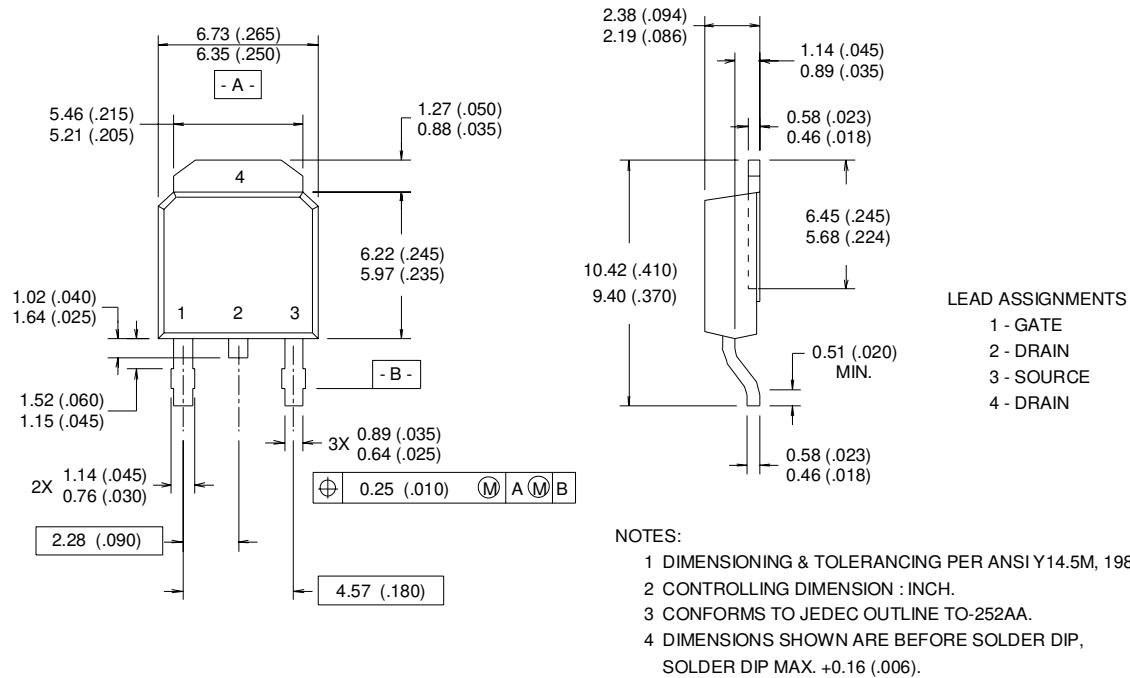 6.73 (.265)
6.35 (.250)
- A -
5.46 (.215)
5.21 (.205)
1.27 (.050)
0.88 (.035)
4
6.22 (.245)
5.97 (.235)
1.02 (.040)
1.64 (.025)
1 2 3
- B -
1.52 (.060)
1.15 (.045)
3X 0.89 (.035)
0.64 (.025)
2X 1.14 (.045)
0.76 (.030)
0.25 (.010) Ⓜ A Ⓜ B
2.28 (.090)
4.57 (.180)
2.38 (.094)
2.19 (.086)
1.14 (.045)
0.89 (.035)
0.58 (.023)
0.46 (.018)
6.45 (.245)
5.68 (.224)
10.42 (.410)
9.40 (.370)
0.51 (.020)
MIN.
0.58 (.023)
0.46 (.018)
LEAD ASSIGNMENTS
1 - GATE
2 - DRAIN
3 - SOURCE
4 - DRAIN
NOTES:
1 DIMENSIONING & TOLERANCING PER ANSI Y14.5M, 198
2 CONTROLLING DIMENSION : INCH.
3 CONFORMS TO JEDEC OUTLINE TO-252AA.
4 DIMENSIONS SHOWN ARE BEFORE SOLDER DIP,
SOLDER DIP MAX. +0.16 (.006).